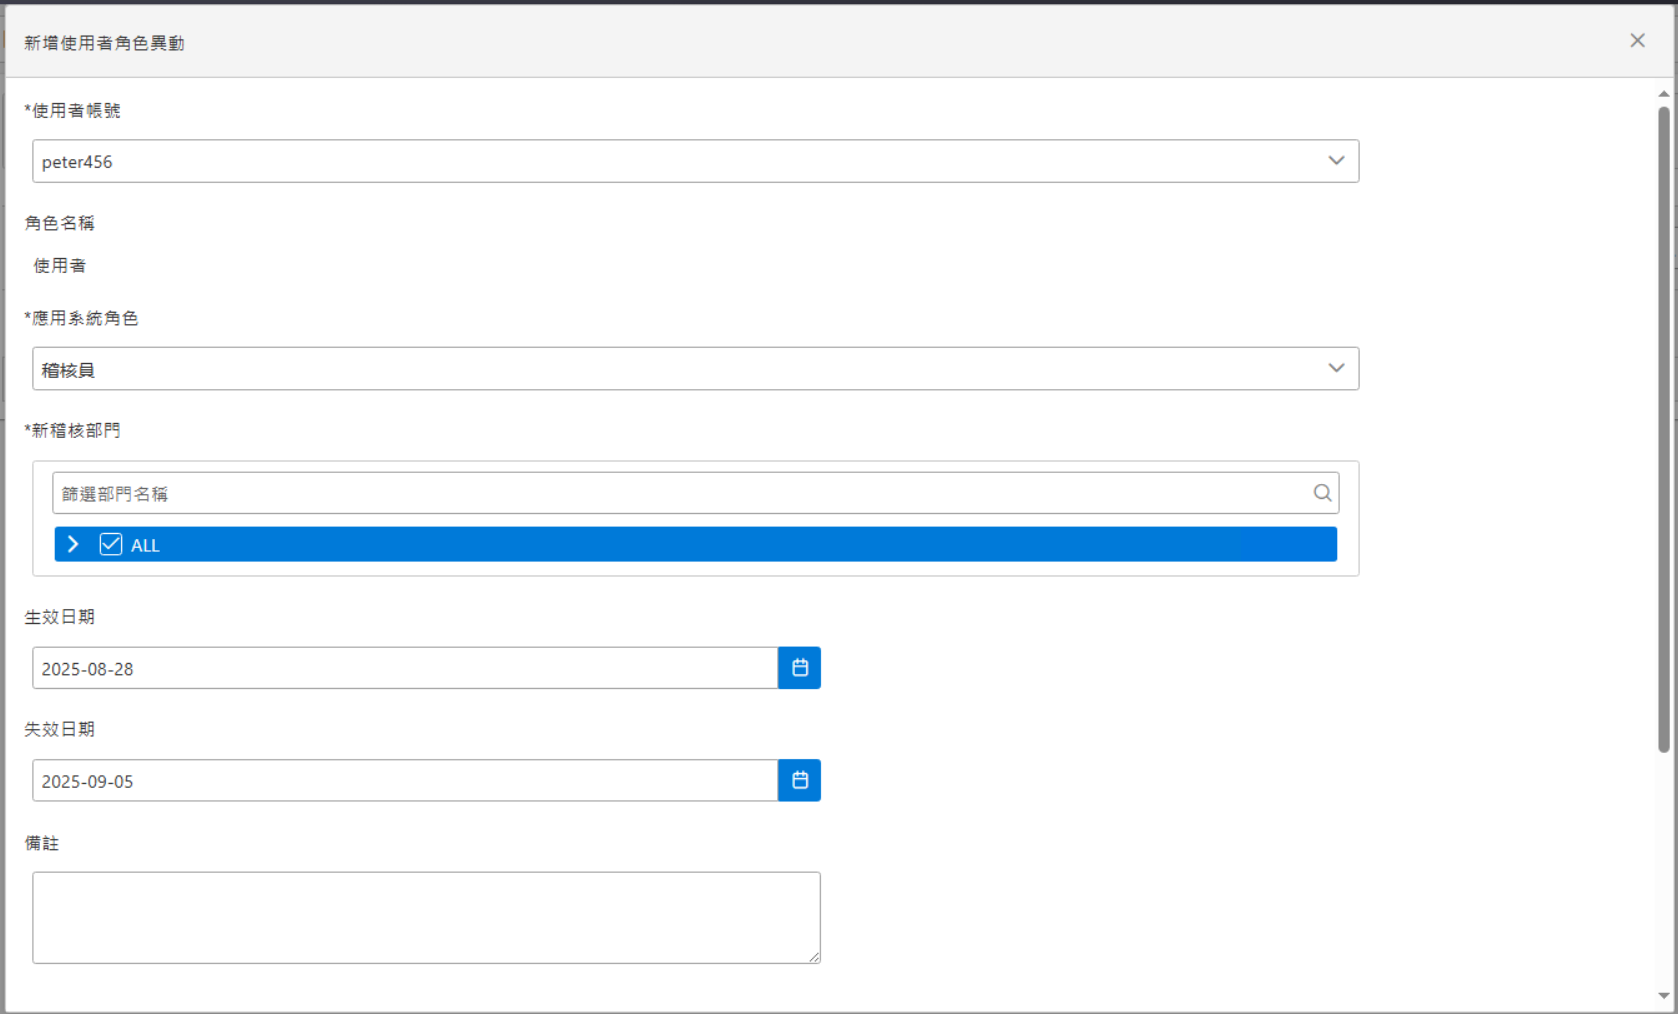 新增使用者角色異動
*使用者帳號
peter456
角色名稱
使用者
*應用系統角色
稽核員
*新稽核部門
篩選部門名稱
ALL
生效日期
2025-08-28
失效日期
2025-09-05
備註